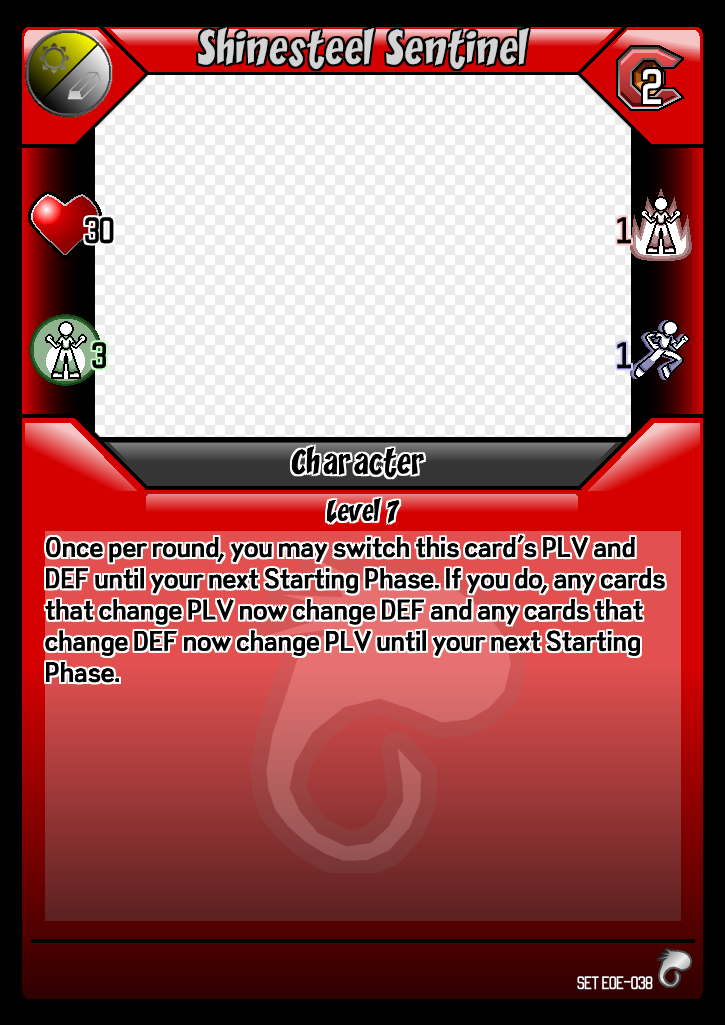 Shinesteel Sentinel
2
30
1
3
1
Character
Level 7
Once per round, you may switch this card's PLV and
DEF until your next Starting Phase. If you do, any cards
that change PLV now change DEF and any cards that
change DEF now change PLV until your next Starting
Phase.
SET EOE-038